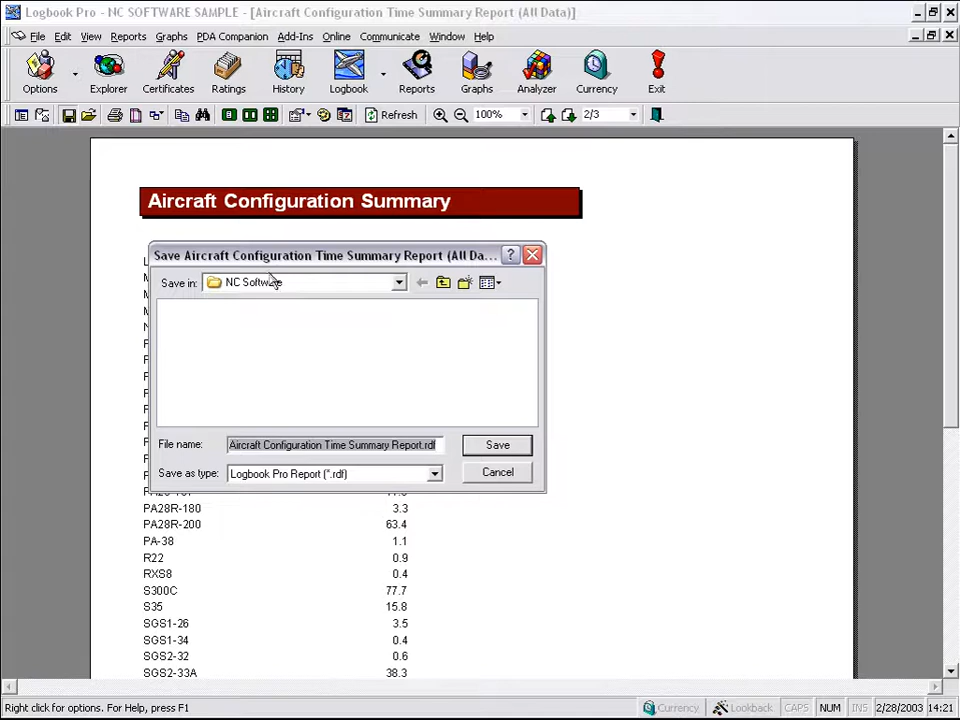 Logbook Pro - NC SOFTWARE SAMPLE - [Aircraft Configuration Time Summary Report (All Data)]
File Edit View Reports Graphs PDA Companion Add-Ins Online Communicate Window Help
Options Explorer Certificates Ratings History Logbook Reports Graphs Analyzer Currency Exit
Refresh 100% 2/3
Aircraft Configuration Summary
Save Aircraft Configuration Time Summary Report (All Da...
Save in: NC Software
File name: Aircraft Configuration Time Summary Report.rdf Save
Save as type: Logbook Pro Report (*.rdf) Cancel
PA28R-180 3.3
PA28R-200 63.4
PA-38 1.1
R22 0.9
RXS8 0.4
S300C 77.7
S35 15.8
SGS1-26 3.5
SGS1-34 0.4
SGS2-32 0.6
SGS2-33A 38.3
Right click for options. For Help, press F1 Currency Lookback CAPS NUM INS 2/28/2003 14:21